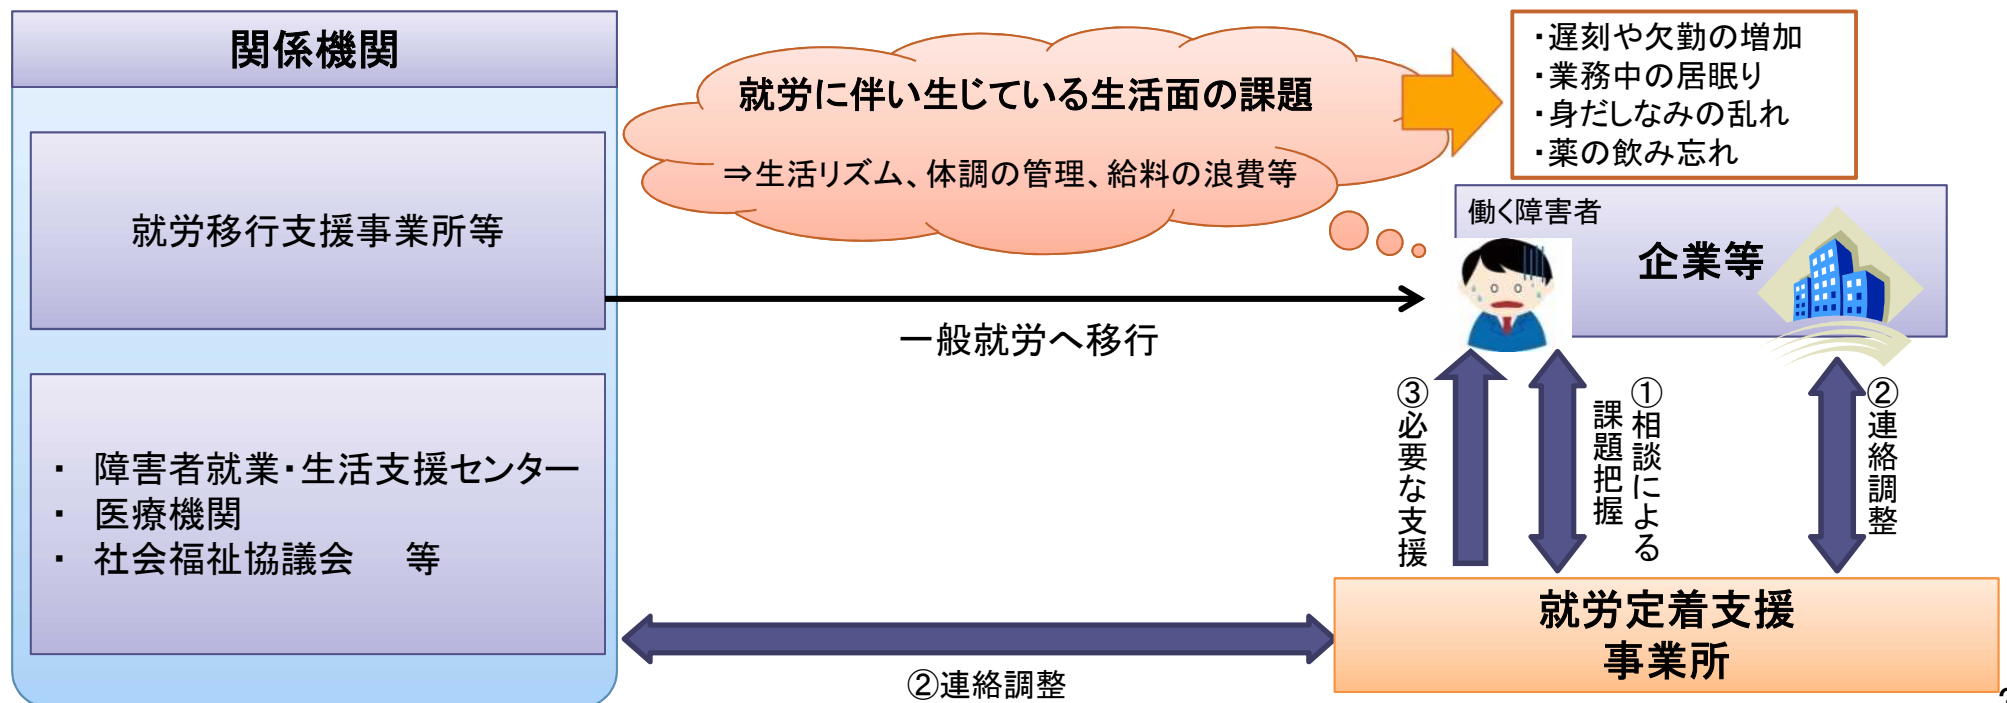 関係機関
就労移行支援事業所等
・ 障害者就業・生活支援センター
・ 医療機関
・ 社会福祉協議会 等
就労に伴い生じている生活面の課題
⇒生活リズム、体調の管理、給料の浪費等
・遅刻や欠勤の増加
・業務中の居眠り
・身だしなみの乱れ
・薬の飲み忘れ
働く障害者
企業等
一般就労へ移行
③必要な支援
①相談による
課題把握
②連絡調整
就労定着支援
事業所
②連絡調整